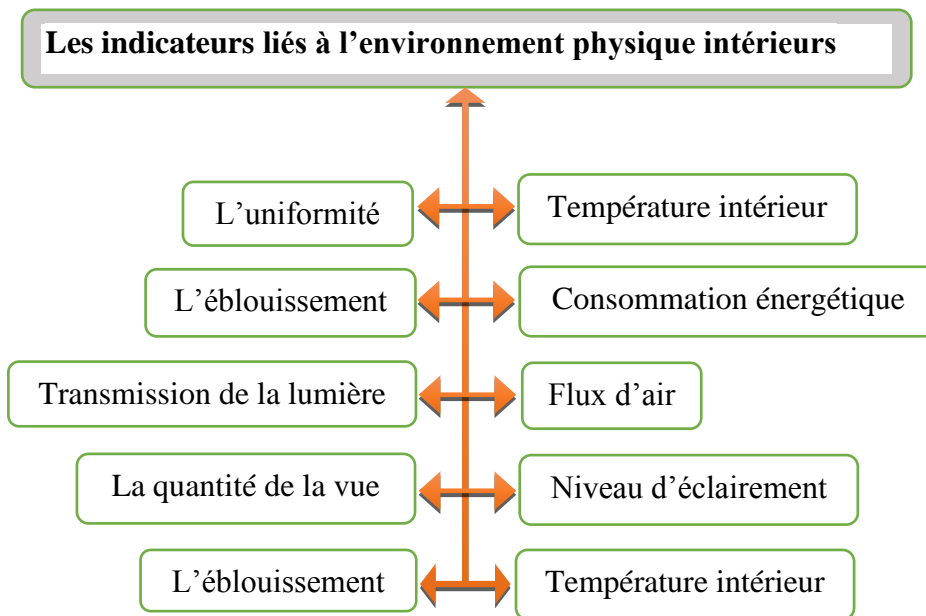 Les indicateurs liés à l’environnement physique intérieurs
L’uniformité
Température intérieur
L’éblouissement
Consommation énergétique
Transmission de la lumière
Flux d’air
La quantité de la vue
Niveau d’éclairement
L’éblouissement
Température intérieur